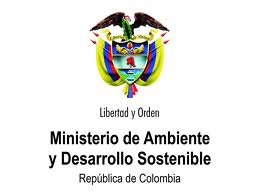 Libertad y Orden
Ministerio de Ambiente
y Desarrollo Sostenible
República de Colombia